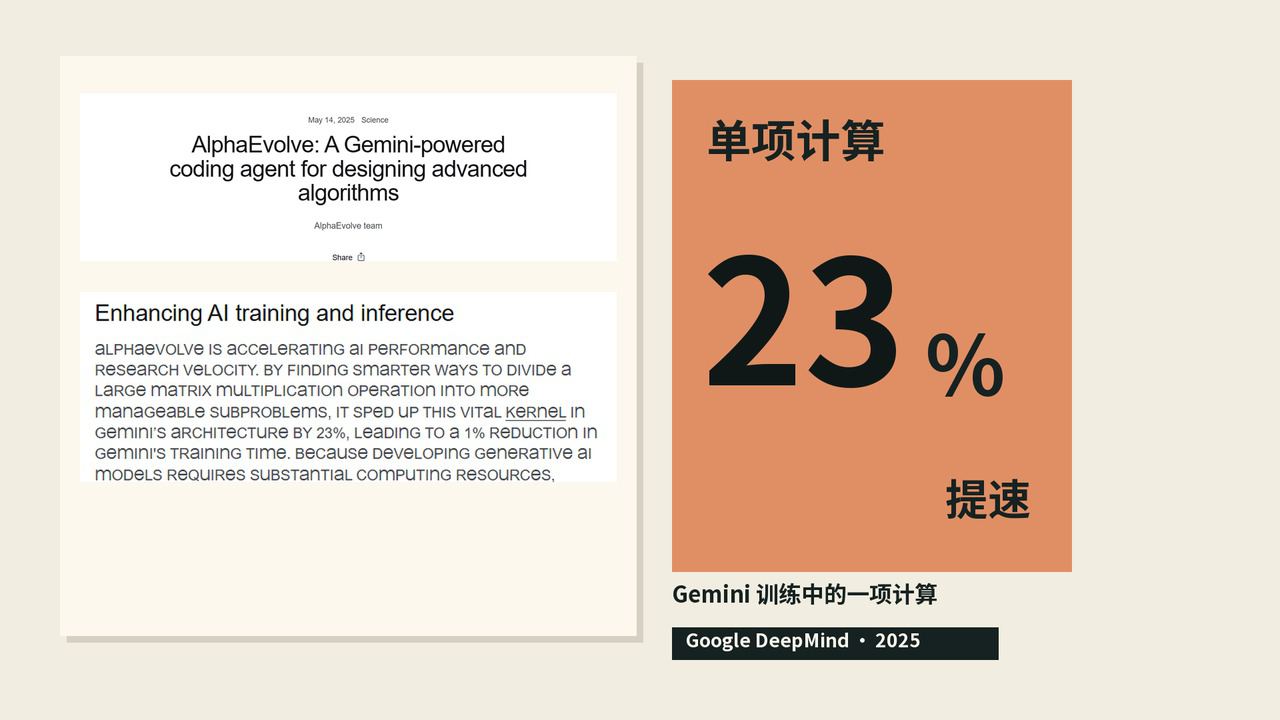 May 14, 2025 Science
AlphaEvolve: A Gemini-powered
coding agent for designing advanced
algorithms
AlphaEvolve team
Share
Enhancing AI training and inference
AlphaEvolve is accelerating AI performance and
research velocity. By finding smarter ways to divide a
large matrix multiplication operation into more
manageable subproblems, it sped up this vital kernel in
Gemini's architecture by 23%, leading to a 1% reduction in
Gemini's training time. Because developing generative AI
models requires substantial computing resources,
单项计算
23 %
提速
Gemini 训练中的一项计算
Google DeepMind · 2025